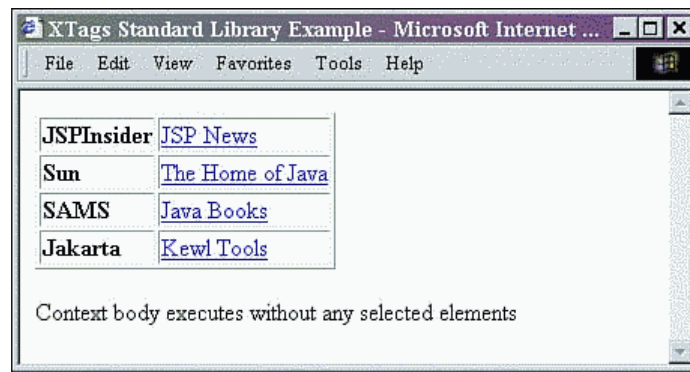 XTags Standard Library Example - Microsoft Internet ...
File Edit View Favorites Tools Help
JSPInsider JSP News
Sun The Home of Java
SAMS Java Books
Jakarta Kewl Tools
Context body executes without any selected elements